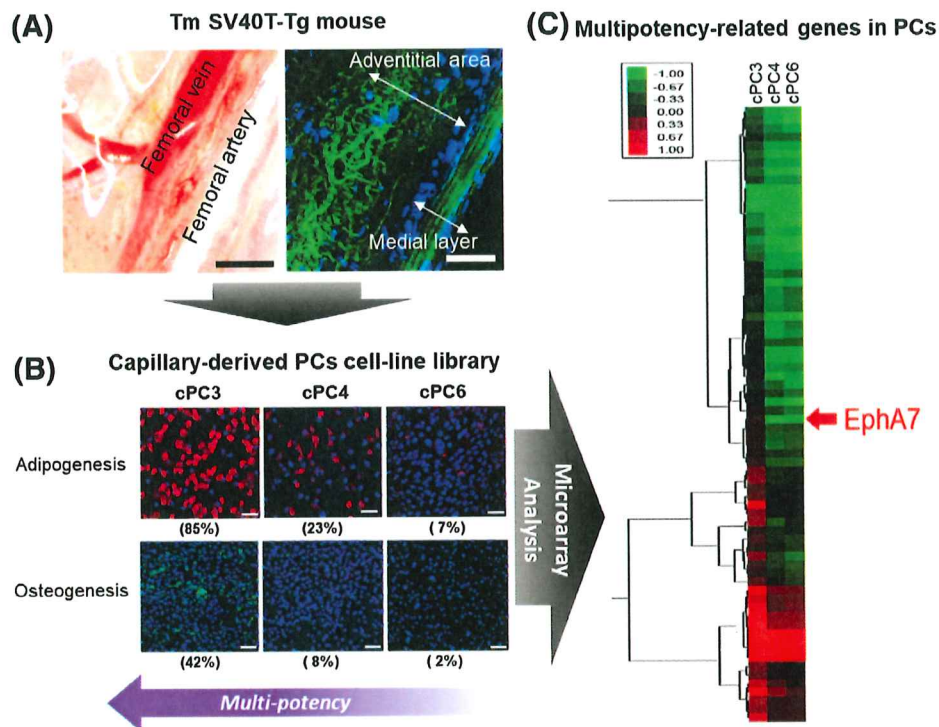 (A)
Tm SV40T-Tg mouse
Femoral vein
Femoral artery
Adventitial area
Medial layer
(B)
Capillary-derived PCs cell-line library
cPC3 cPC4 cPC6
Adipogenesis
(85%) (23%) (7%)
Osteogenesis
(42%) (8%) (2%)
Multi-potency
Microarray
Analysis
(C)
Multipotency-related genes in PCs
cPC3
cPC4
cPC6
-1.00
-0.67
-0.33
0.00
0.33
0.67
1.00
EphA7